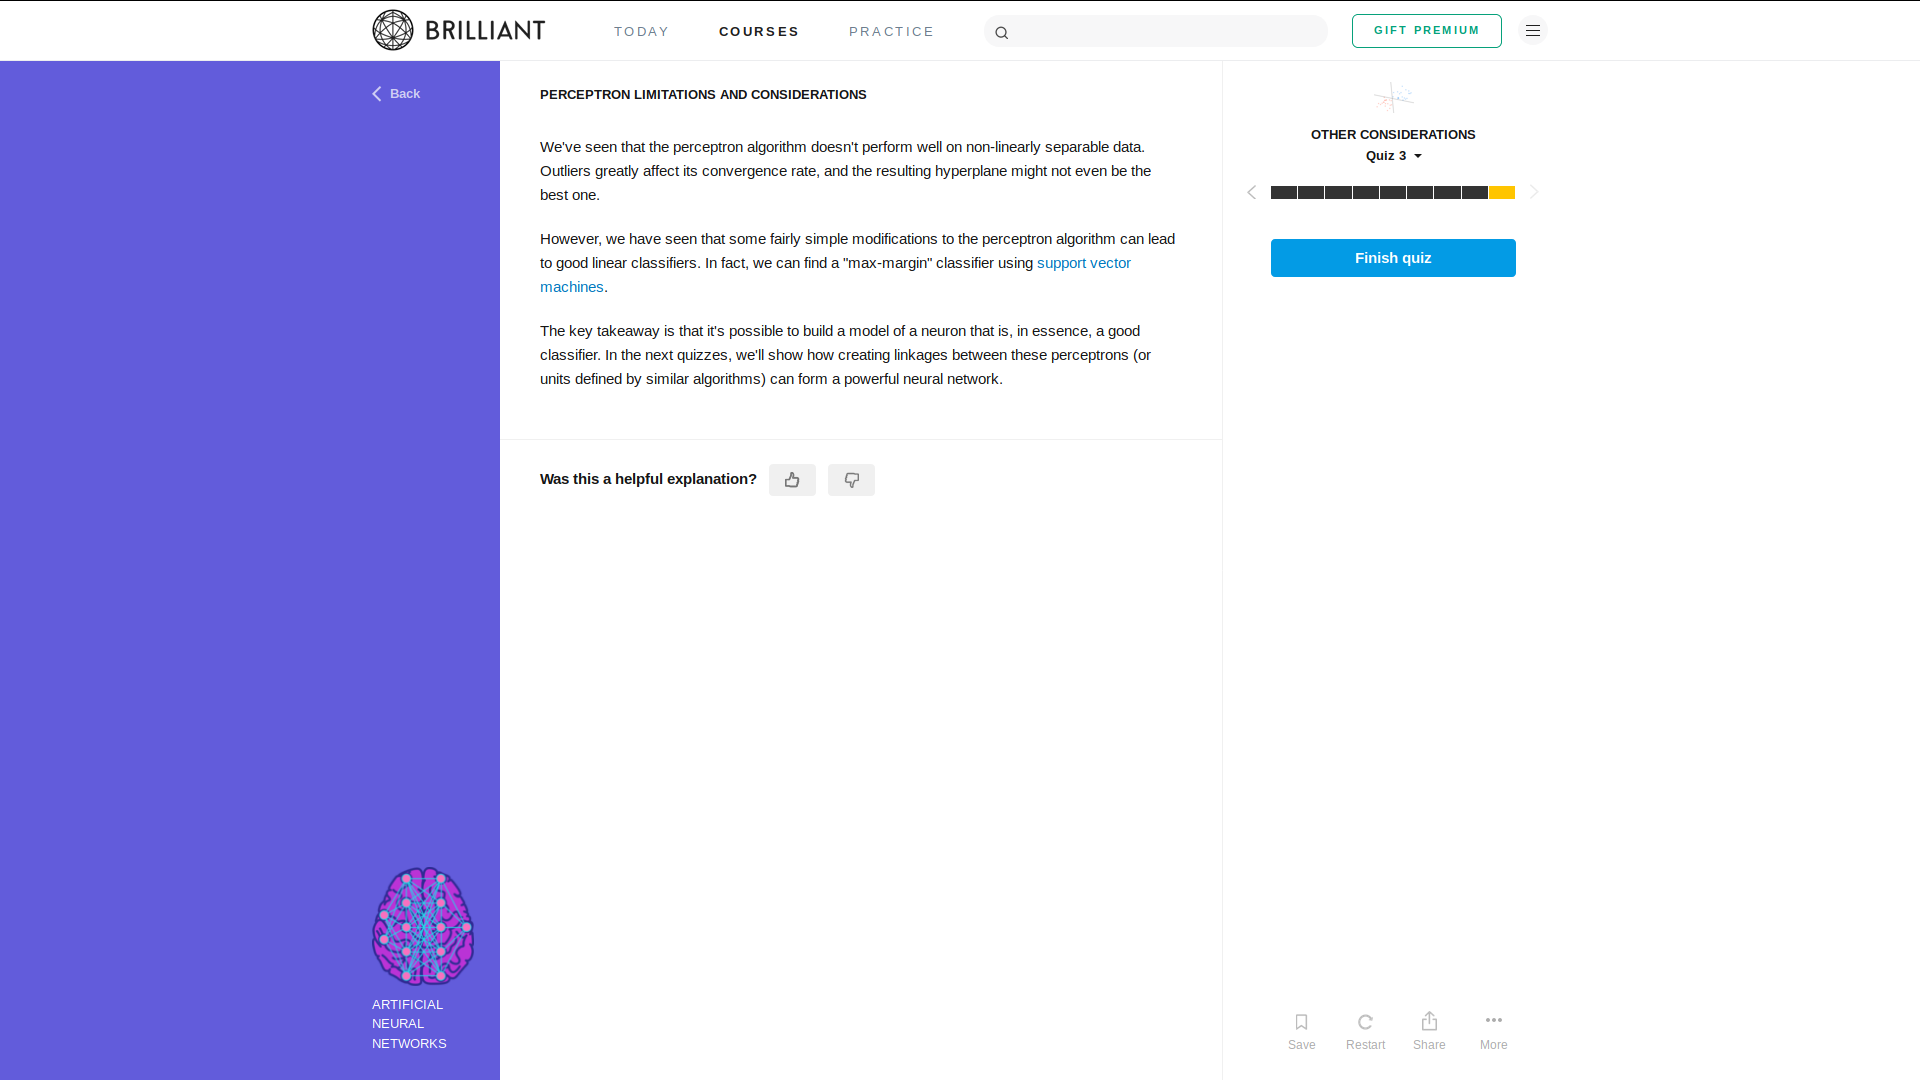 BRILLIANT
TODAY
COURSES
PRACTICE
GIFT PREMIUM
Back
PERCEPTRON LIMITATIONS AND CONSIDERATIONS
We've seen that the perceptron algorithm doesn't perform well on non-linearly separable data.
Outliers greatly affect its convergence rate, and the resulting hyperplane might not even be the
best one.
However, we have seen that some fairly simple modifications to the perceptron algorithm can lead
to good linear classifiers. In fact, we can find a "max-margin" classifier using support vector
machines.
The key takeaway is that it's possible to build a model of a neuron that is, in essence, a good
classifier. In the next quizzes, we'll show how creating linkages between these perceptrons (or
units defined by similar algorithms) can form a powerful neural network.
Was this a helpful explanation?
OTHER CONSIDERATIONS
Quiz 3
Finish quiz
ARTIFICIAL
NEURAL
NETWORKS
Save
Restart
Share
More